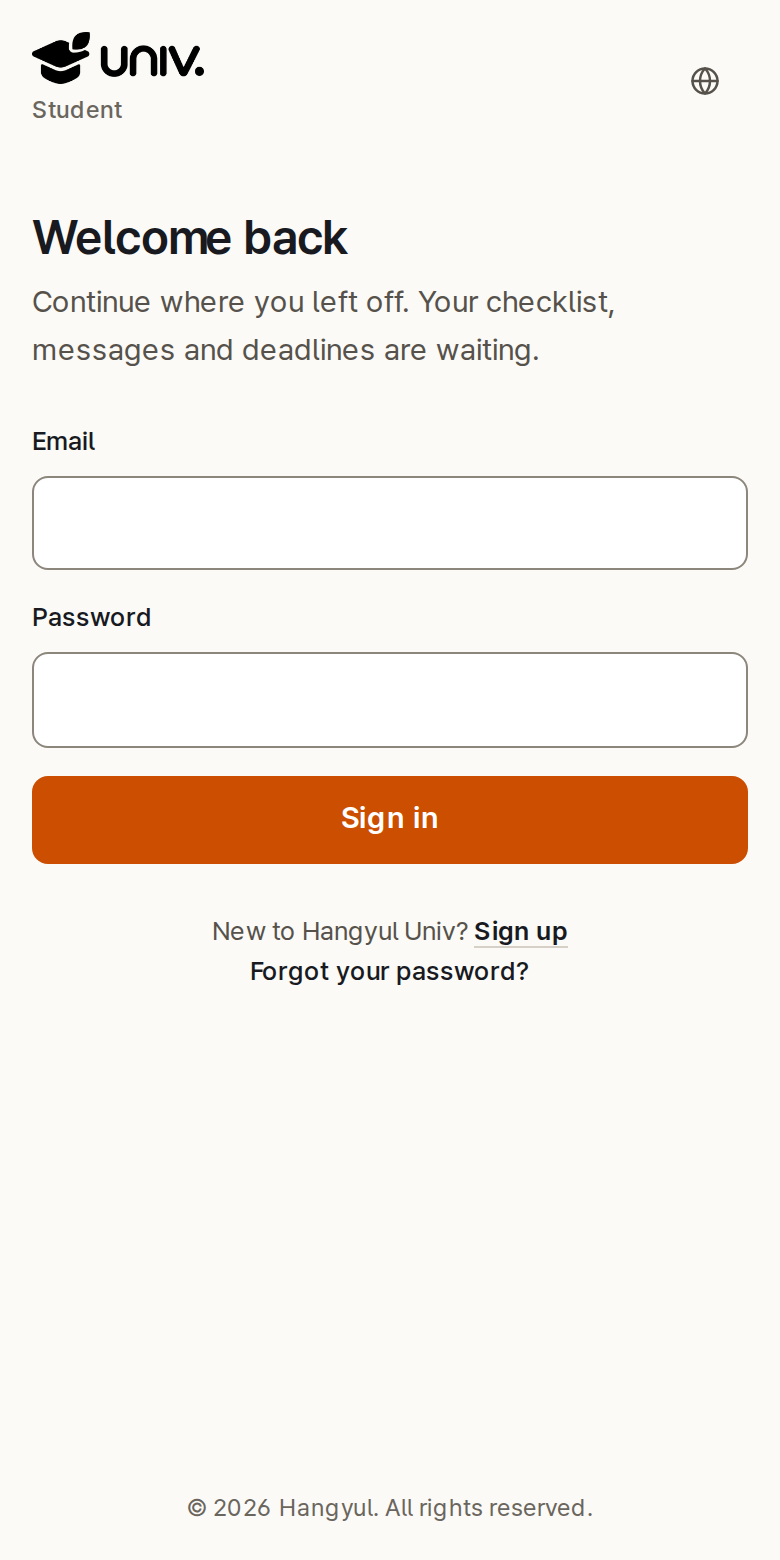 UNIV.
Student
Welcome back
Continue where you left off. Your checklist,
messages and deadlines are waiting.
Email
Password
Sign in
New to Hangyul Univ? Sign up
Forgot your password?
© 2026 Hangyul. All rights reserved.